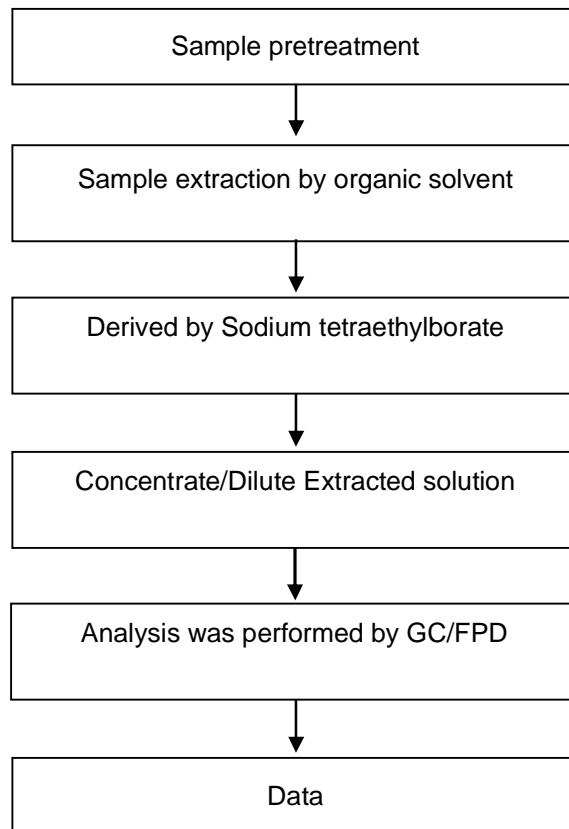 Sample pretreatment
Sample extraction by organic solvent
Derived by Sodium tetraethylborate
Concentrate/Dilute Extracted solution
Analysis was performed by GC/FPD
Data